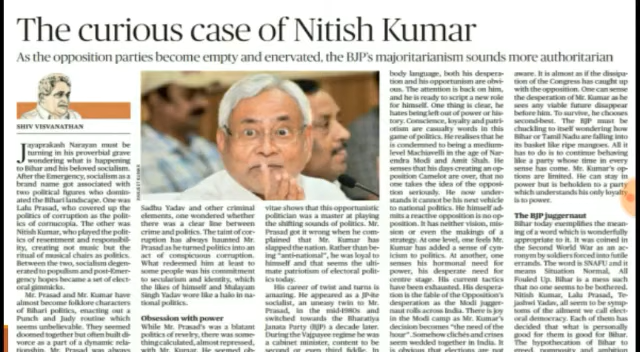 The curious case of Nitish Kumar
As the opposition parties become empty and enervated, the BJP's majoritarianism sounds more authoritarian
SHIV VISVANATHAN
Jayaprakash Narayan must be
turning in his proverbial grave
wondering what is happening
to Bihar and his beloved socialism.
After the Emergency, socialism as a
brand name got associated with
two political figures who domin-
ated the Bihari landscape. One was
Lalu Prasad, who covered up the
politics of corruption as the polit-
ics of cornucopia. The other was
Nitish Kumar, who played the polit-
ics of resentment and responsibil-
ity, creating not music but the
ritual of musical chairs as politics.
Between the two, socialism degen-
erated to populism and post-Emer-
gency hopes became a set of elect-
oral gimmicks.
Mr. Prasad and Mr. Kumar have
almost become folklore characters
of Bihari politics, enacting out a
Punch and Judy routine which
seems unbelievable. They seemed
doomed together but often built di-
vorce as a part of a dynamic rela-
tionship. Mr. Prasad was always
Sadhu Yadav and other criminal
elements, one wondered whether
there was a clear line between
crime and politics. The taint of cor-
ruption has always haunted Mr.
Prasad as he turned politics into an
act of conspicuous corruption.
What redeemed him at least to
some people was his commitment
to secularism and identity, which
the likes of himself and Mulayam
Singh Yadav wore like a halo in na-
tional politics.
Obsession with power
While Mr. Prasad's was a blatant
politics of revelry, there was some-
thing calculated, almost repressed,
with Mr. Kumar. He seemed ob-
vitae shows that this opportunistic
politician was a master at playing
the shifting sounds of politics. Mr.
Prasad got it wrong when he com-
plained that Mr. Kumar had
slapped the nation. Rather than be-
ing "anti-national", he was loyal to
himself and that seems the ulti-
mate patriotism of electoral polit-
ics today.
His career of twist and turns is
amazing. He appeared as a JP-ite
socialist, an uneasy twin to Mr.
Prasad, in the mid-1980s and
switched towards the Bharatiya
Janata Party (BJP) a decade later.
During the Vajpayee regime he was
a cabinet minister, content to be
second or even third fiddle. In
body language, both his despera-
tion and his opportunism are obvi-
ous. The attention is back on him,
and he is ready to script a new role
for himself. One thing is clear, he
hates being left out of power or his-
tory. Conscience, loyalty and patri-
otism are casualty words in this
game of politics. He realises that he
is condemned to being a medium-
level Machiavelli in the age of Nar-
endra Modi and Amit Shah. He
senses that his days creating an op-
position Camelot are over, that no
one takes the idea of the opposi-
tion seriously. He now under-
stands it cannot be his next vehicle
to national politics. He himself ad-
mits a reactive opposition is no op-
position. It has neither vision, mis-
sion or even the makings of a
strategy. At one level, one feels Mr.
Kumar has added a sense of cyn-
icism to politics. At another, one
senses his hormonal need for
power, his desperate need for
centre stage. His current tactics
have been exhausted. His despera-
tion is the fable of the Opposition's
desperation as the Modi jagger-
naut rolls across India. There is joy
in the Modi camp as Mr. Kumar's
decision becomes "the need of the
hour". Somehow clichés and crises
seem wedded together in India. It
is obvious that elections are not
aware. It is almost as if the dissipa-
tion of the Congress has caught up
with the opposition. One can sense
the desperation of Mr. Kumar as he
sees any viable future disappear
before him. To survive, he chooses
second-best. The BJP must be
chuckling to itself wondering how
Bihar or Tamil Nadu are falling into
its basket like ripe mangoes. All it
has to do is to continue behaving
like a party whose time in every
sense has come. Mr. Kumar's op-
tions are limited. He can stay in
power but is beholden to a party
which understands his only loyalty
is to power.
The BJP juggernaut
Bihar today exemplifies the mean-
ing of a word which is wonderfully
appropriate to it. It was coined in
the Second World War as an ac-
ronym by soldiers forced into futile
errands. The word is SNAFU and it
means Situation Normal, All
Fouled Up. Bihar is a mess such
that no one seems to be bothered.
Nitish Kumar, Lalu Prasad, Te-
jashwi Yadav, all seem to be symp-
toms of the ailment we call elect-
oral democracy. Each of them has
decided that what is personally
good for them is good for Bihar.
The hypothecation of Bihar to